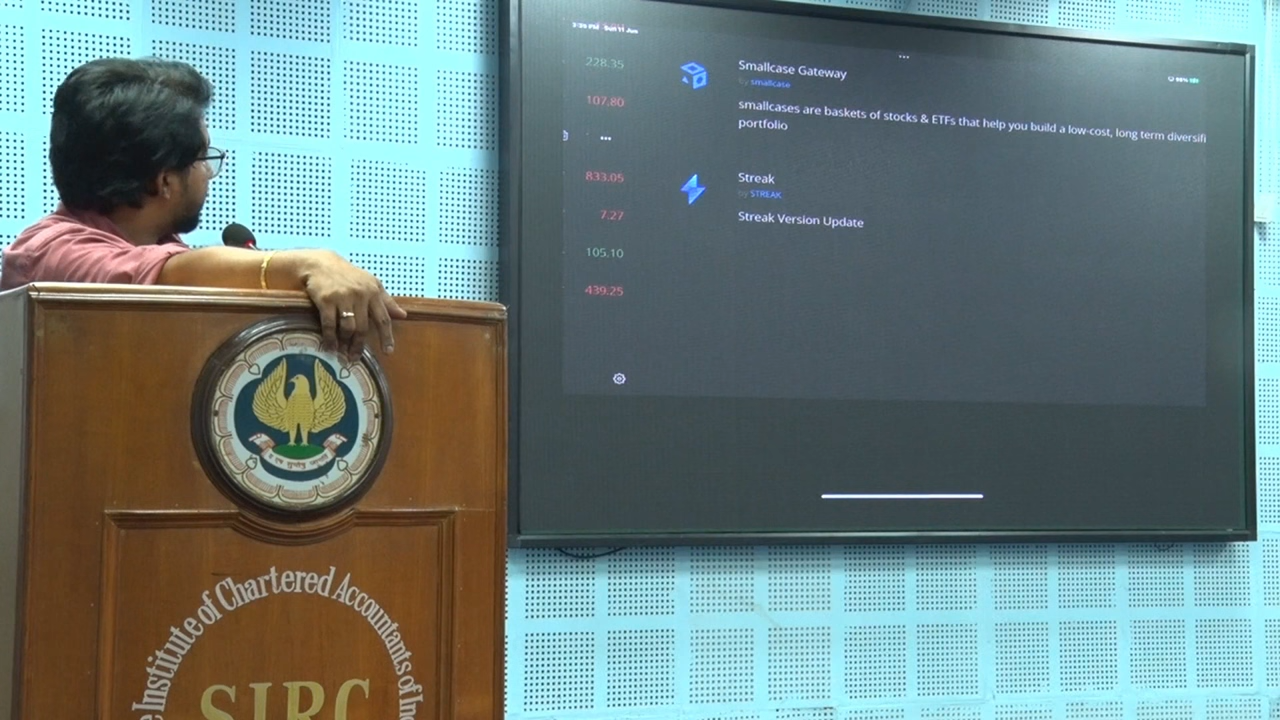 228.35
107.80
...
833.05
7.27
105.10
439.25
...
Smallcase Gateway
by smallcase
smallcases are baskets of stocks & ETFs that help you build a low-cost, long term diversifi
portfolio
Streak
by STREAK
Streak Version Update
Institute of Chartered Accountants of
SIRC